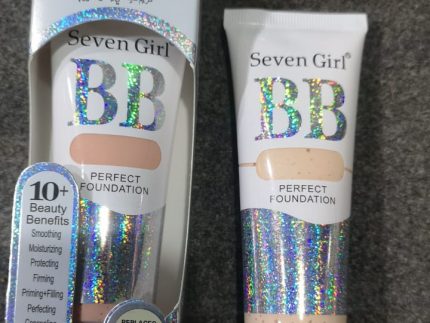 Seven Girl
BB
PERFECT
FOUNDATION
10+
Beauty
Benefits
Smoothing
Moisturizing
Protecting
Firming
Priming+Filling
Perfecting
Seven Girl®
BB
PERFECT
FOUNDATION